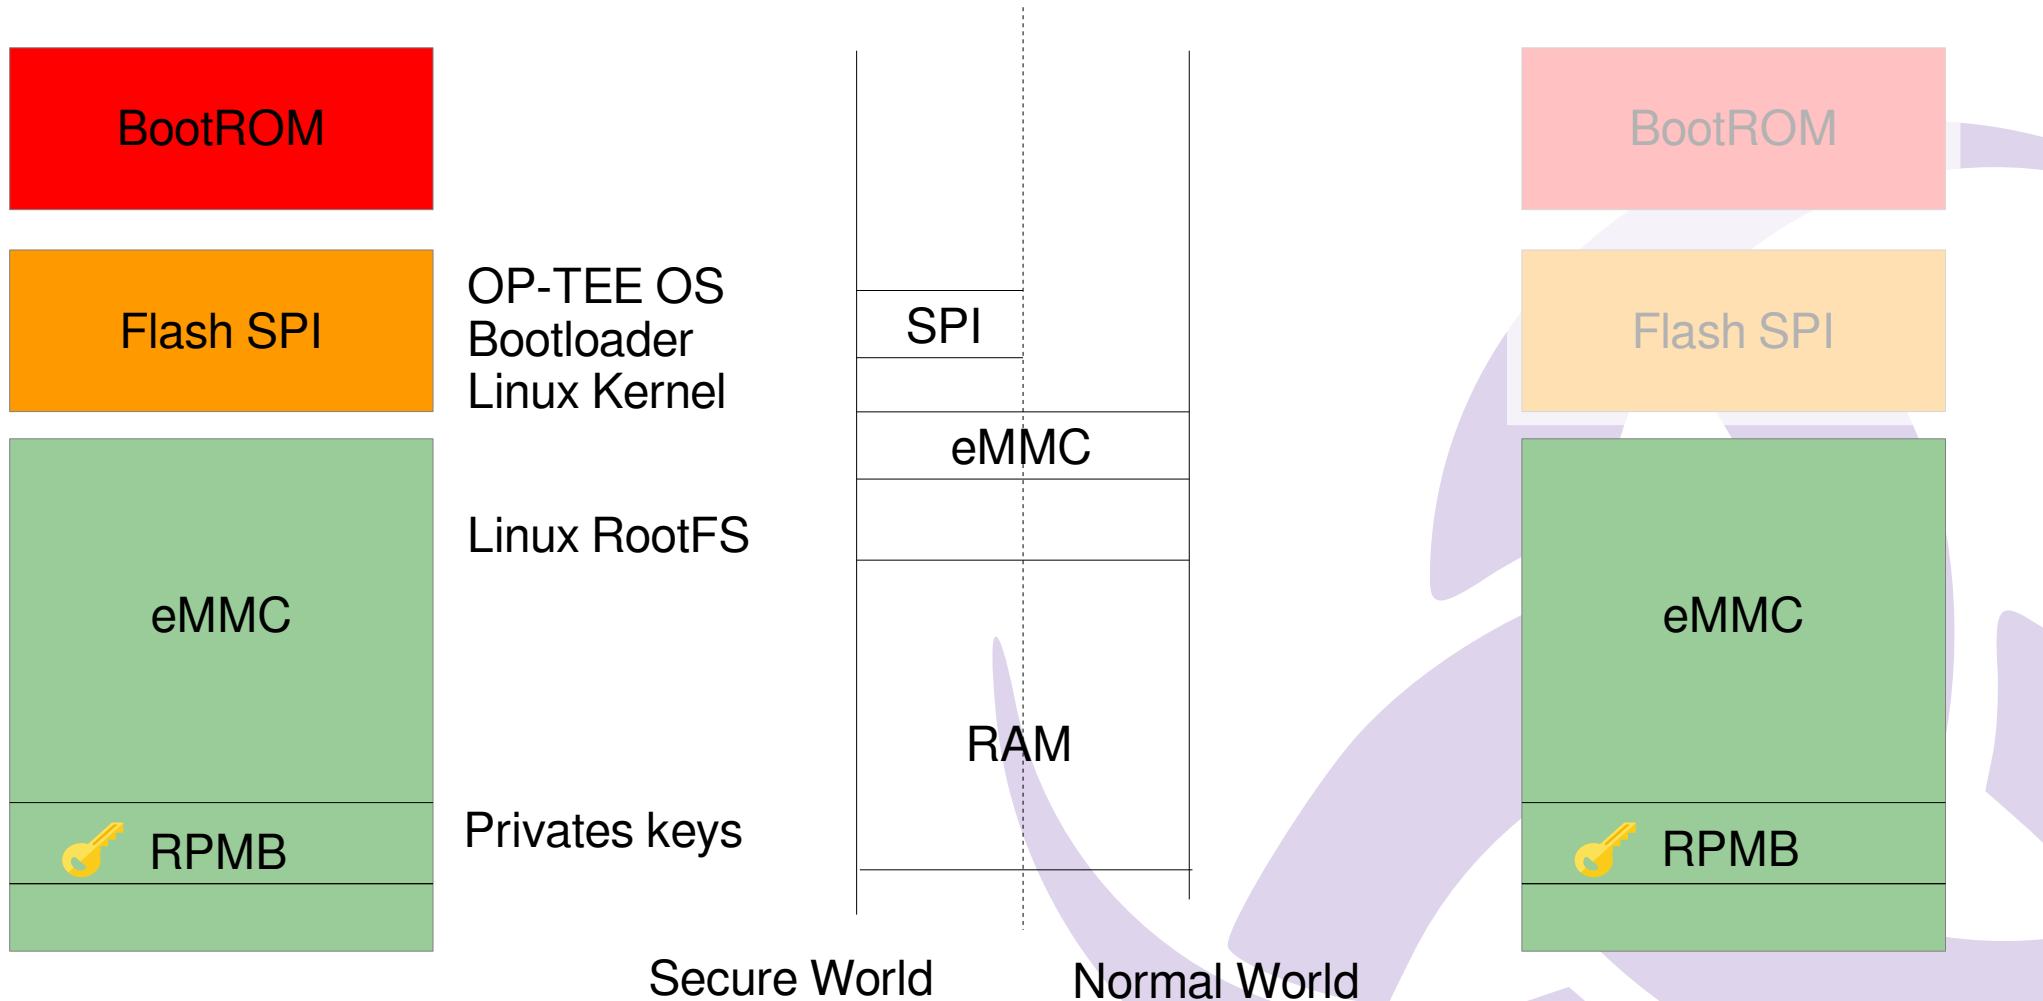 BootROM
Flash SPI
OP-TEE OS
Bootloader
Linux Kernel
eMMC
Linux RootFS
RPMB
Privates keys
SPI
eMMC
RAM
Secure World
Normal World
BootROM
Flash SPI
eMMC
RPMB